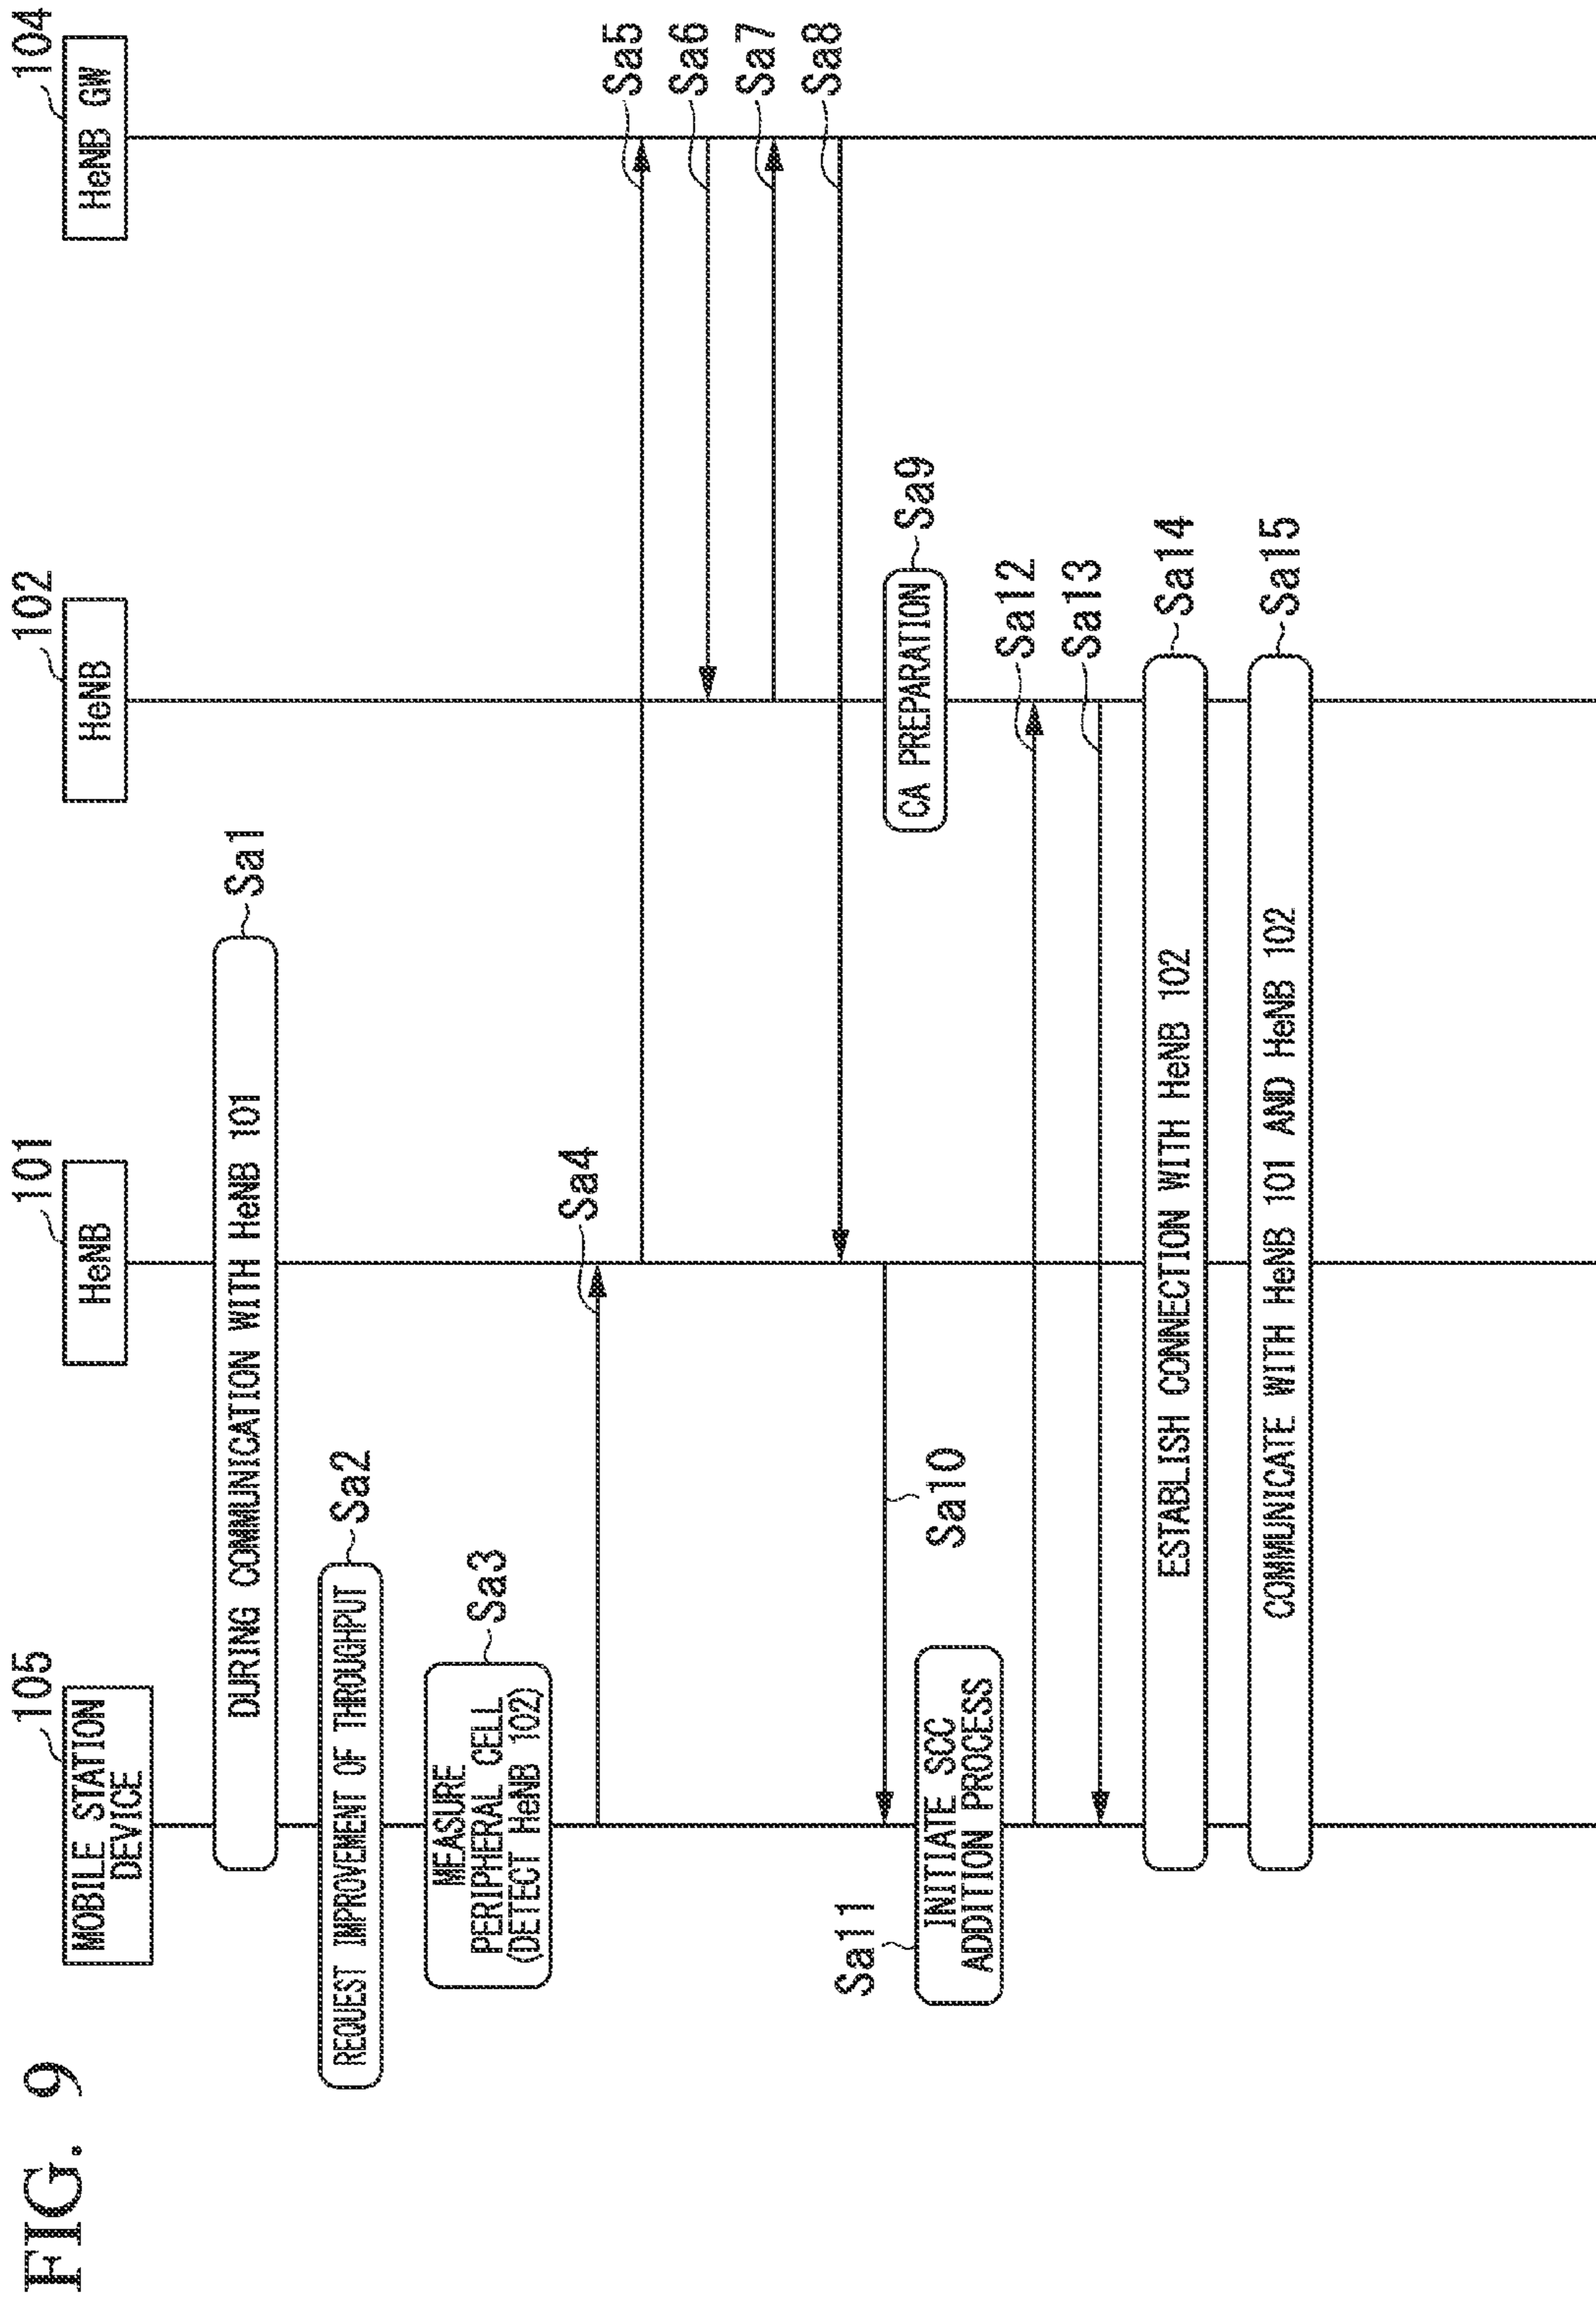 FIG. 9
105
MOBILE STATION
DEVICE
101
HeNB
102
HeNB
104
HeNB GW
DURING COMMUNICATION WITH HeNB 101
Sa1
REQUEST IMPROVEMENT OF THROUGHPUT
Sa2
MEASURE
PERIPHERAL CELL
(DETECT HeNB 102)
Sa3
Sa4
Sa5
Sa6
Sa7
Sa8
CA PREPARATION
Sa9
Sa10
Sa11
INITIATE SCC
ADDITION PROCESS
Sa12
Sa13
ESTABLISH CONNECTION WITH HeNB 102
Sa14
COMMUNICATE WITH HeNB 101 AND HeNB 102
Sa15